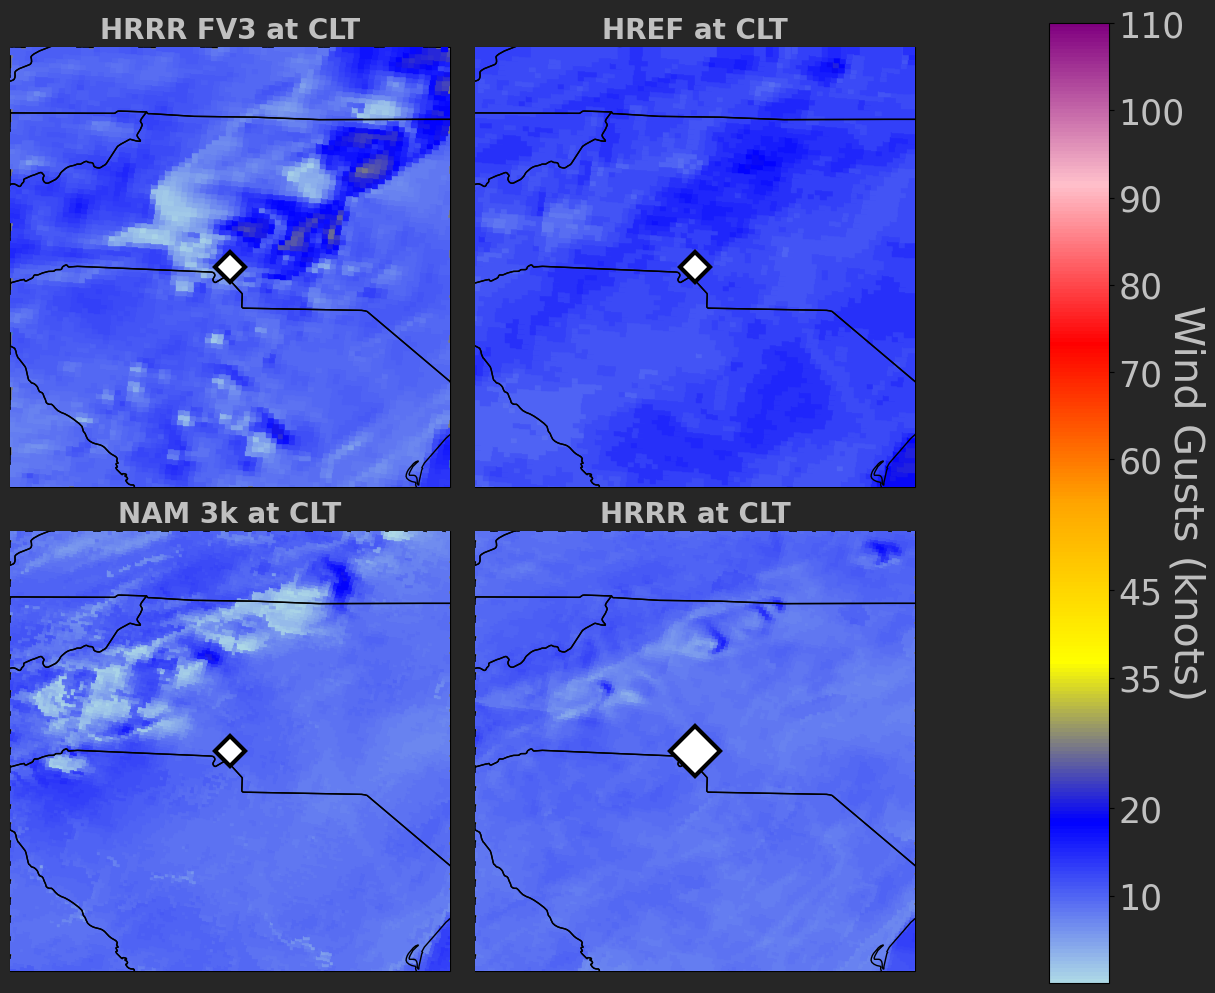 HRRR FV3 at CLT
HREF at CLT
NAM 3k at CLT
HRRR at CLT
110
100
90
80
70
60
45
35
20
10
Wind Gusts (knots)